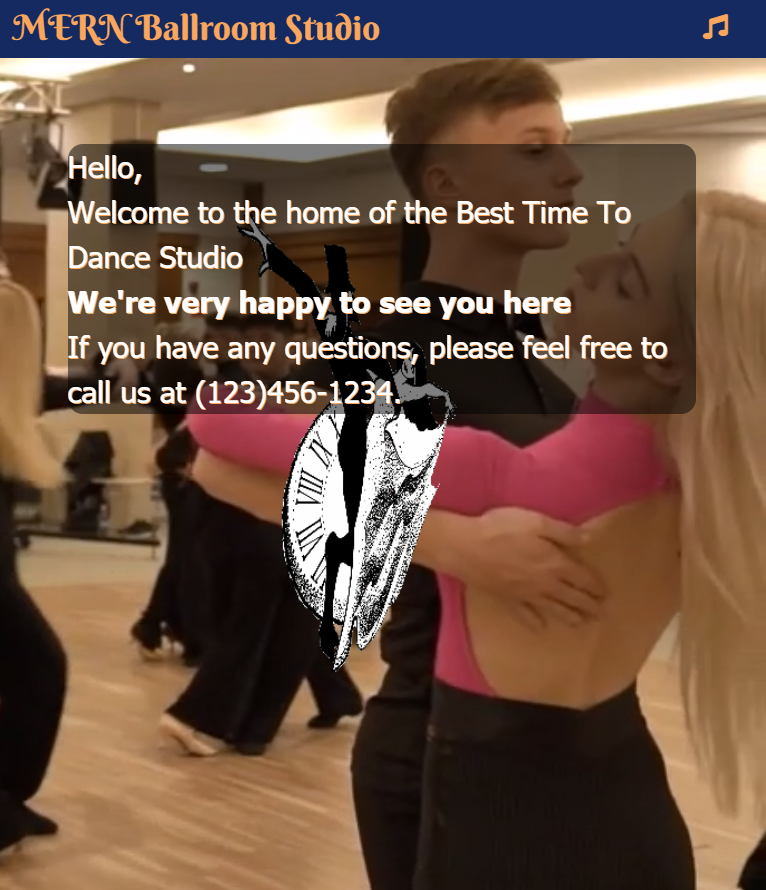 MERN Ballroom Studio
Hello,
Welcome to the home of the Best Time To
Dance Studio
We're very happy to see you here
If you have any questions, please feel free to
call us at (123)456-1234.
VIII